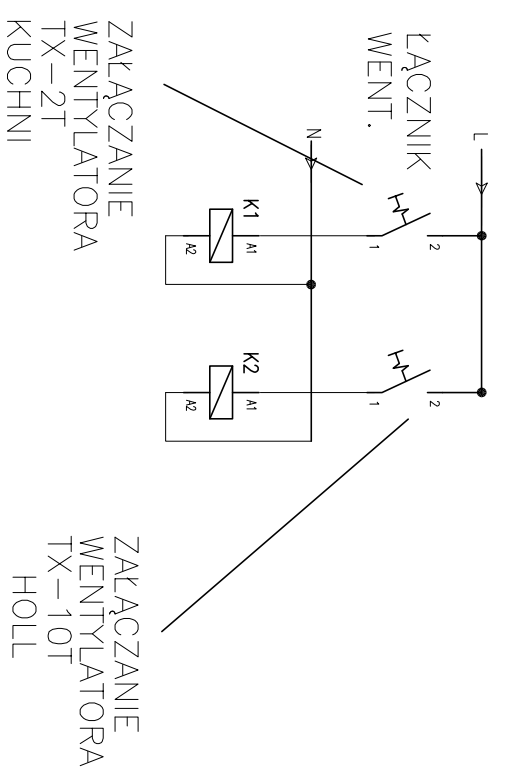 L
ŁĄCZNIK
WENT.
N
2
1
2
1
K1
A1
A2
K2
A1
A2
ZAŁĄCZANIE
WENTYLATORA
TX-2T
KUCHNI
ZAŁĄCZANIE
WENTYLATORA
TX-10T
HOLL